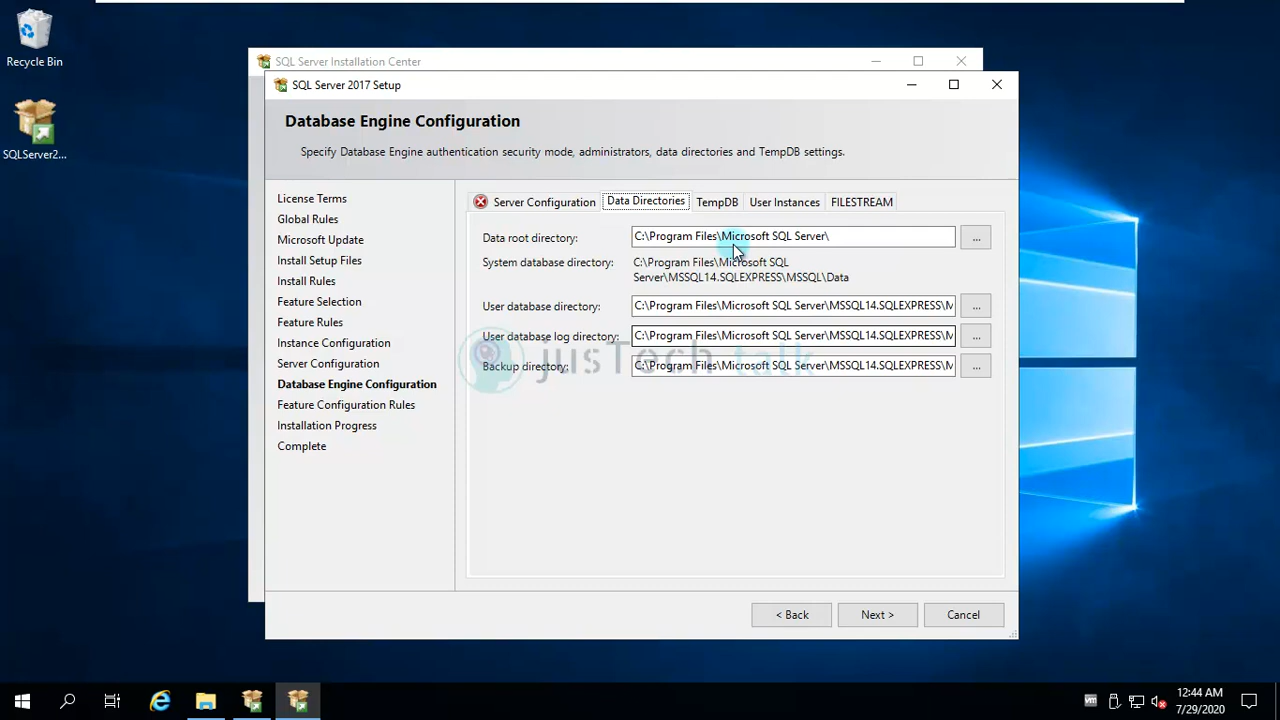 Recycle Bin
SQLServer2...
SQL Server Installation Center
SQL Server 2017 Setup
Database Engine Configuration
Specify Database Engine authentication security mode, administrators, data directories and TempDB settings.
License Terms
Global Rules
Microsoft Update
Install Setup Files
Install Rules
Feature Selection
Feature Rules
Instance Configuration
Server Configuration
Database Engine Configuration
Feature Configuration Rules
Installation Progress
Complete
Server Configuration
Data Directories
TempDB
User Instances
FILESTREAM
Data root directory:
C:\Program Files\Microsoft SQL Server\
...
System database directory:
C:\Program Files\Microsoft SQL
Server\MSSQL14.SQLEXPRESS\MSSQL\Data
User database directory:
C:\Program Files\Microsoft SQL Server\MSSQL14.SQLEXPRESS\M
...
User database log directory:
C:\Program Files\Microsoft SQL Server\MSSQL14.SQLEXPRESS\M
...
Backup directory:
C:\Program Files\Microsoft SQL Server\MSSQL14.SQLEXPRESS\M
...
jusTech talk
< Back
Next >
Cancel
vm
12:44 AM
7/29/2020